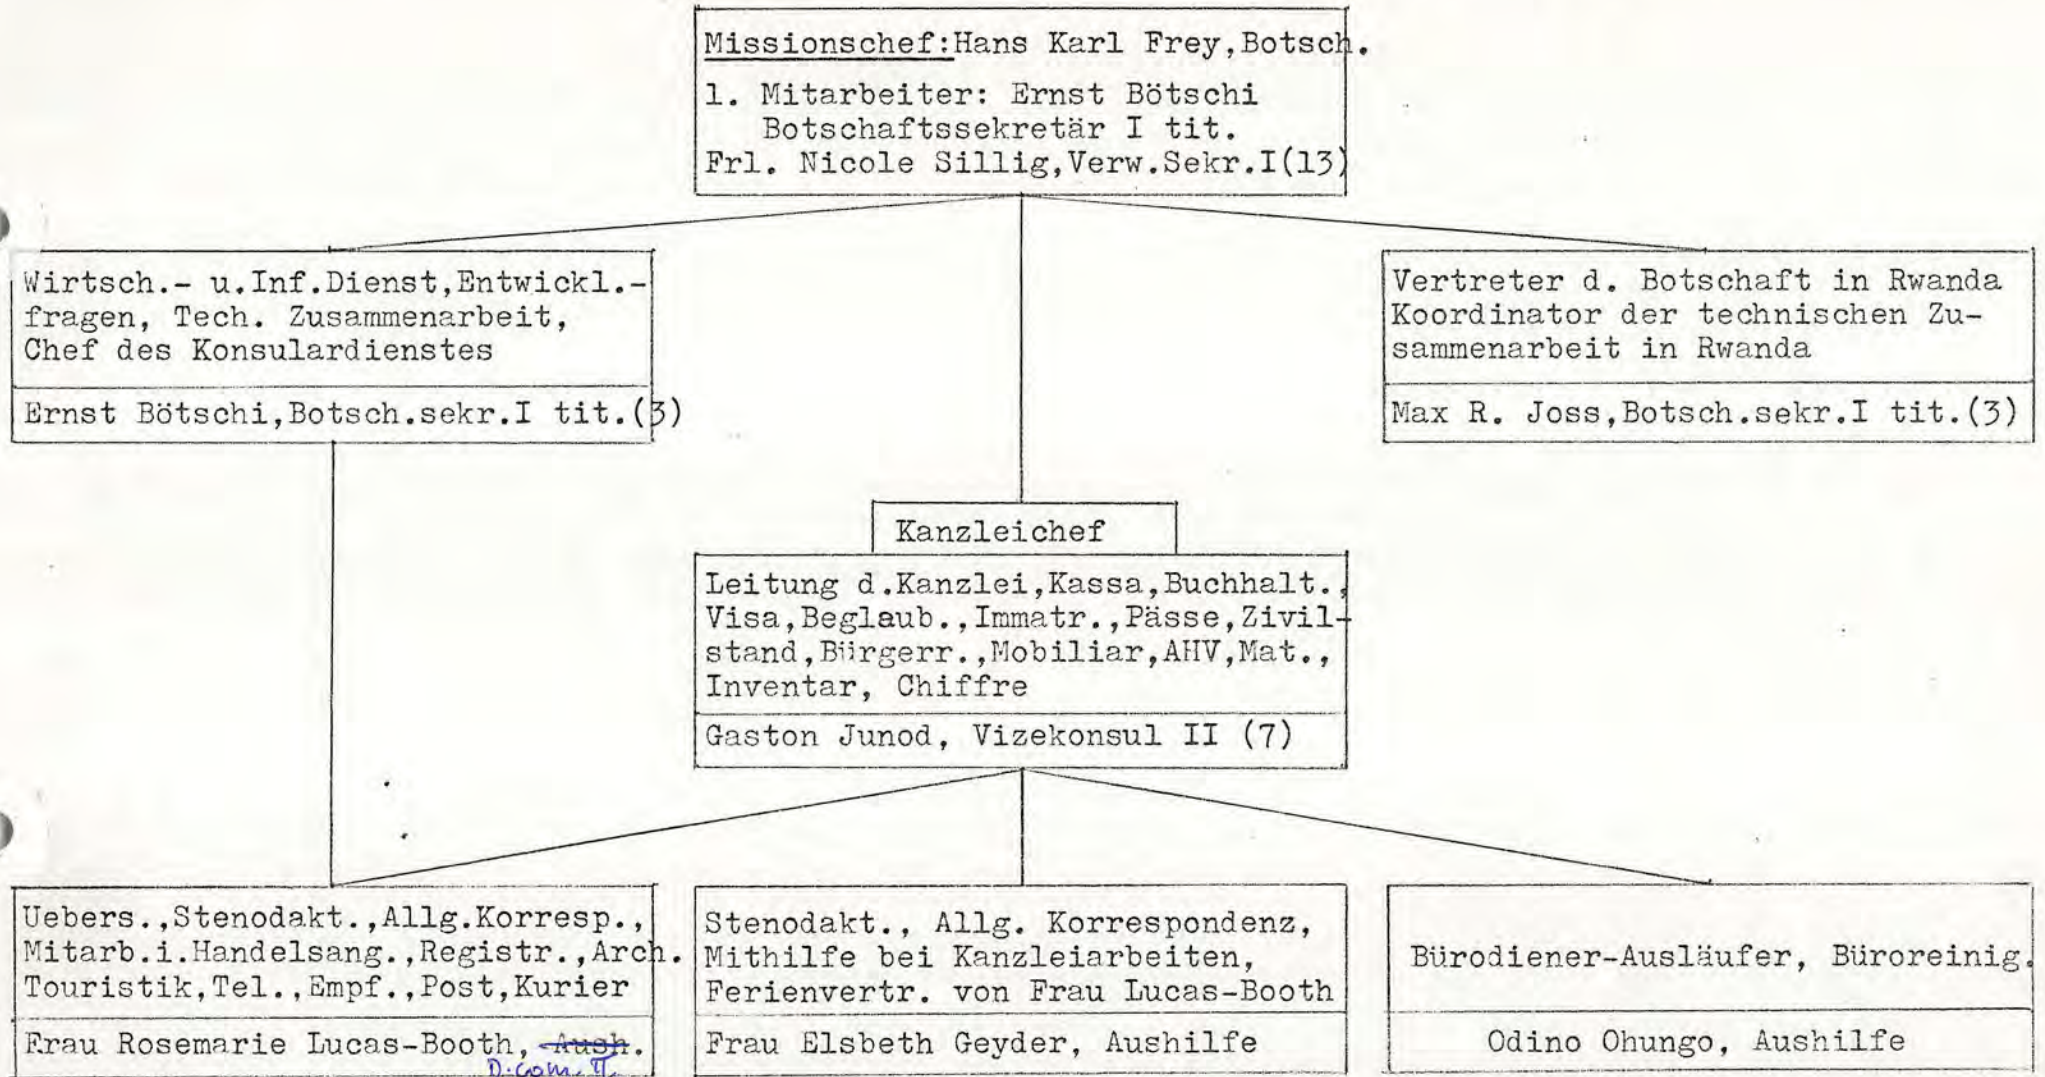 Missionschef:Hans Karl Frey,Botsch.
1. Mitarbeiter: Ernst Bötschi
Botschaftssekretär I tit.
Frl. Nicole Sillig,Verw.Sekr.I(13)
Wirtsch.- u.Inf.Dienst,Entwickl.-
fragen, Tech. Zusammenarbeit,
Chef des Konsulardienstes
Ernst Bötschi,Botsch.sekr.I tit.(3)
Vertreter d. Botschaft in Rwanda
Koordinator der technischen Zu-
sammenarbeit in Rwanda
Max R. Joss,Botsch.sekr.I tit.(3)
Kanzleichef
Leitung d.Kanzlei,Kassa,Buchhalt.,
Visa,Beglaub.,Immatr.,Pässe,Zivil-
stand,Bürgerr.,Mobiliar,AHV,Mat.,
Inventar, Chiffre
Gaston Junod, Vizekonsul II (7)
Uebers.,Stenodakt.,Allg.Korresp.,
Mitarb.i.Handelsang.,Registr.,Arch.
Touristik,Tel.,Empf.,Post,Kurier
Frau Rosemarie Lucas-Booth, Aush.
D.com. II
Stenodakt., Allg. Korrespondenz,
Mithilfe bei Kanzleiarbeiten,
Ferienvertr. von Frau Lucas-Booth
Frau Elsbeth Geyder, Aushilfe
Bürodiener-Ausläufer, Büroreinig.
Odino Ohungo, Aushilfe